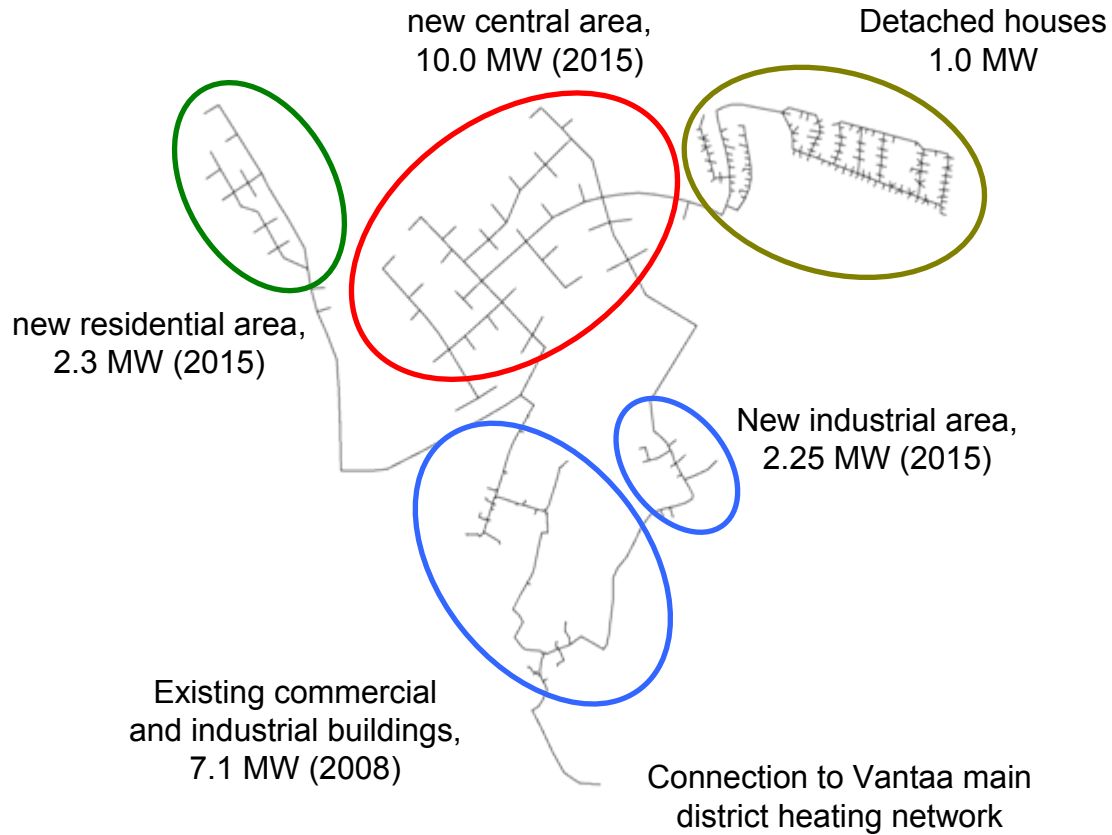 new central area,
10.0 MW (2015)
Detached houses
1.0 MW
new residential area,
2.3 MW (2015)
New industrial area,
2.25 MW (2015)
Existing commercial
and industrial buildings,
7.1 MW (2008)
Connection to Vantaa main
district heating network